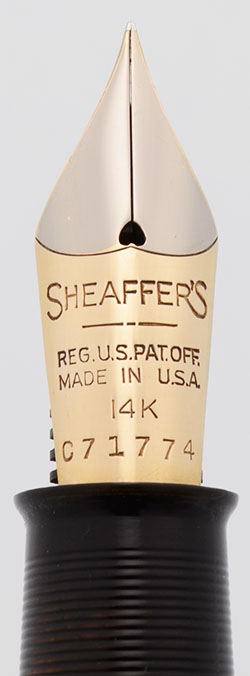 SHEAFFER'S
REG. U.S. PAT. OFF.
MADE IN U.S.A.
14K
C71774